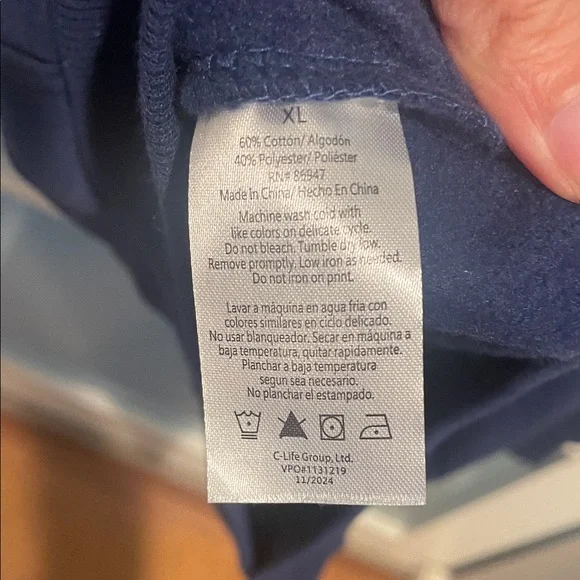 XL
60% Cotton/ Algodón
40% Polyester/ Poliéster
RN# 86947
Made In China/ Hecho En China
Machine wash cold with
like colors on delicate cycle.
Do not bleach. Tumble dry low.
Remove promptly. Low iron as needed.
Do not iron on print.
Lavar a máquina en agua fría con
colores similares en ciclo delicado.
No usar blanqueador. Secar en máquina a
baja temperatura, quitar rapidamente.
Planchar a baja temperatura
segun sea necesario.
No planchar el estampado.
C-Life Group, Ltd.
VPO#1131219
11/2024